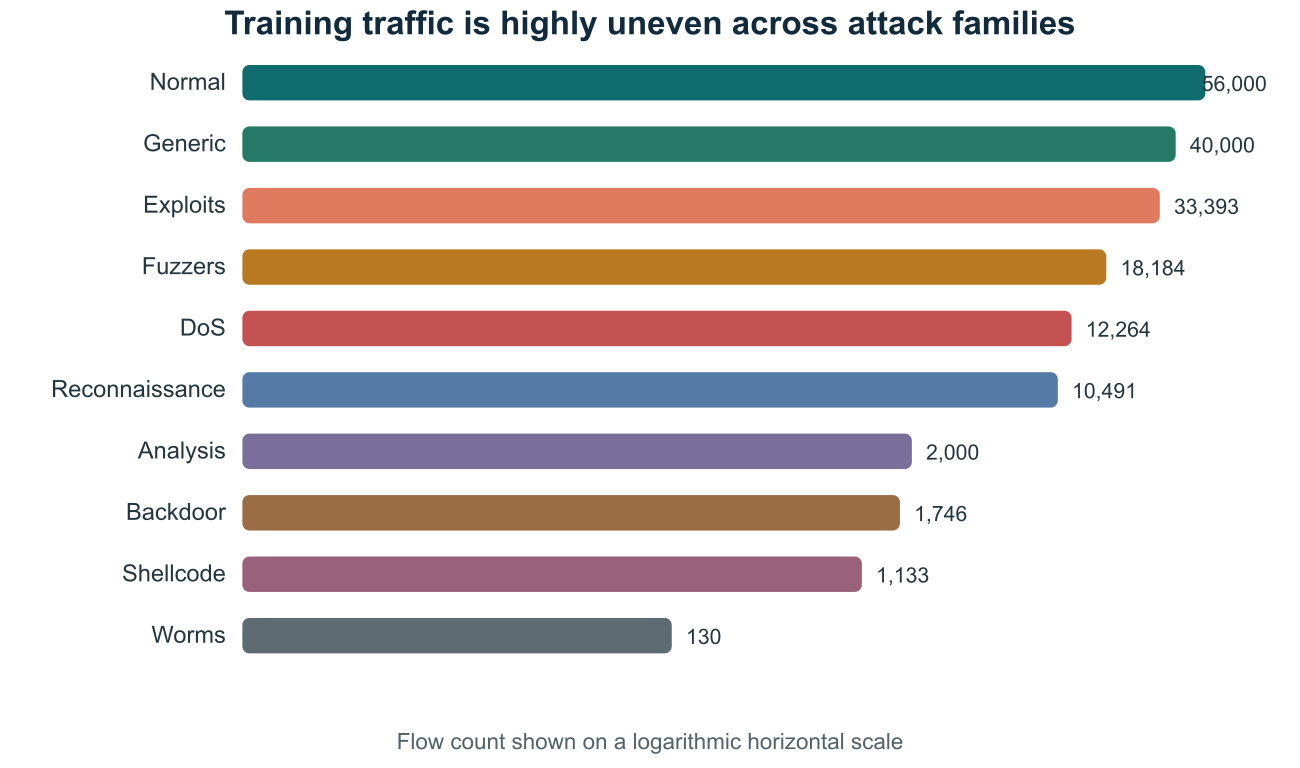 Training traffic is highly uneven across attack families
Normal 56,000
Generic 40,000
Exploits 33,393
Fuzzers 18,184
DoS 12,264
Reconnaissance 10,491
Analysis 2,000
Backdoor 1,746
Shellcode 1,133
Worms 130
Flow count shown on a logarithmic horizontal scale